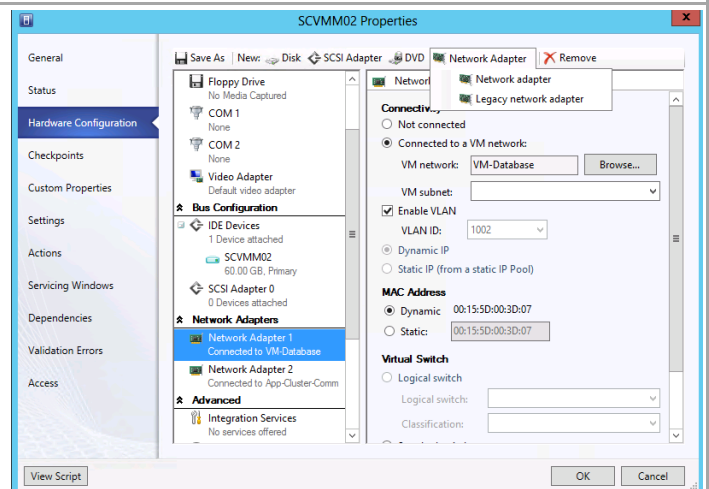 SCVMM02 Properties
x
General
Status
Hardware Configuration
Checkpoints
Custom Properties
Settings
Actions
Servicing Windows
Dependencies
Validation Errors
Access
Save As New: Disk SCSI Adapter DVD Network Adapter Remove
Network adapter
Legacy network adapter
Floppy Drive
No Media Captured
COM 1
None
COM 2
None
Video Adapter
Default video adapter
Bus Configuration
IDE Devices
1 Device attached
SCVMM02
60.00 GB, Primary
SCSI Adapter 0
0 Devices attached
Network Adapters
Network Adapter 1
Connected to VM-Database
Network Adapter 2
Connected to App-Cluster-Comm
Advanced
Integration Services
No services offered
Not connected
Connected to a VM network:
VM network: VM-Database Browse...
VM subnet:
Enable VLAN
VLAN ID: 1002
Dynamic IP
Static IP (from a static IP Pool)
MAC Address
Dynamic 00:15:5D:00:3D:07
Static: 00:15:5D:00:3D:07
Virtual Switch
Logical switch
Logical switch:
Classification:
View Script
OK Cancel